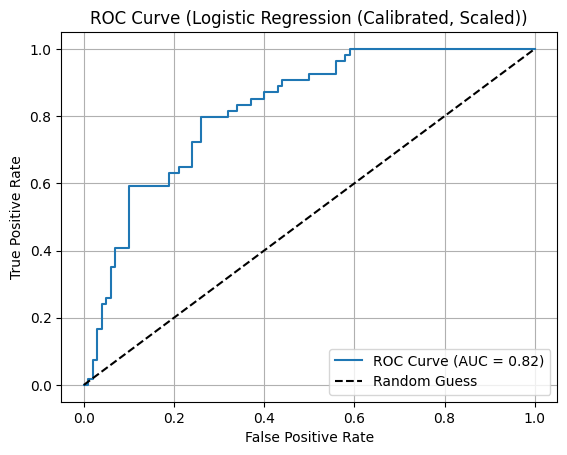 ROC Curve (Logistic Regression (Calibrated, Scaled))
True Positive Rate
1.0
0.8
0.6
0.4
0.2
0.0
ROC Curve (AUC = 0.82)
Random Guess
0.0 0.2 0.4 0.6 0.8 1.0
False Positive Rate